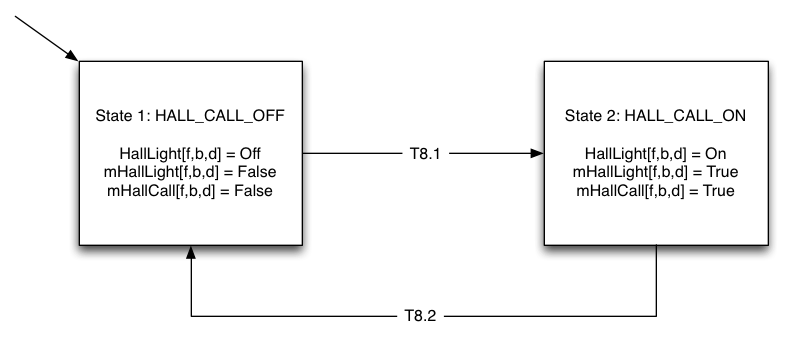 State 1: HALL_CALL_OFF
HallLight[f,b,d] = Off
mHallLight[f,b,d] = False
mHallCall[f,b,d] = False
T8.1
State 2: HALL_CALL_ON
HallLight[f,b,d] = On
mHallLight[f,b,d] = True
mHallCall[f,b,d] = True
T8.2